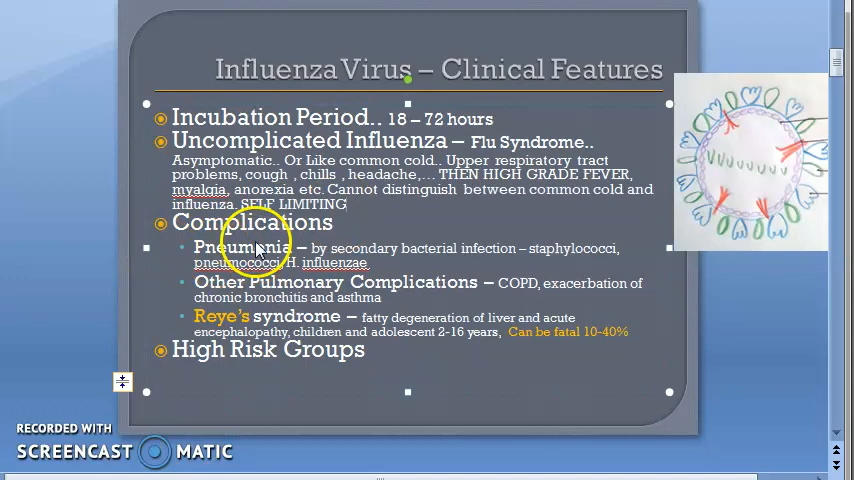 Influenza Virus – Clinical Features
Incubation Period.. 18 – 72 hours
Uncomplicated Influenza – Flu Syndrome..
Asymptomatic.. Or Like common cold.. Upper respiratory tract
problems, cough , chills , headache,... THEN HIGH GRADE FEVER,
myalgia, anorexia etc. Cannot distinguish between common cold and
influenza. SELF LIMITING
Complications
Pneumonia – by secondary bacterial infection – staphylococci,
pneumococci, H. influenzae
Other Pulmonary Complications – COPD, exacerbation of
chronic bronchitis and asthma
Reye's syndrome – fatty degeneration of liver and acute
encephalopathy, children and adolescent 2-16 years, Can be fatal 10-40%
High Risk Groups
RECORDED WITH
SCREENCAST MATIC